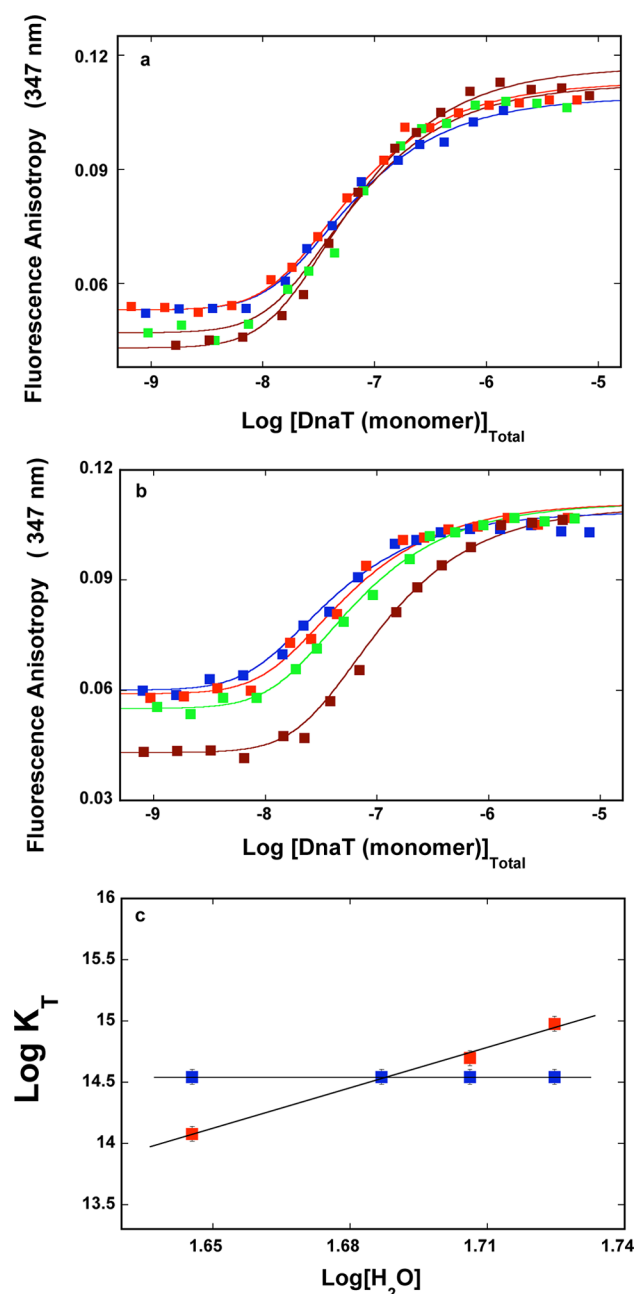 a
Fluorescence Anisotropy (347 nm)
0.12
0.09
0.06
-9 -8 -7 -6 -5
Log [DnaT (monomer)]Total
b
Fluorescence Anisotropy ( 347 nm)
0.12
0.09
0.06
0.03
-9 -8 -7 -6 -5
Log [DnaT (monomer)]Total
c
Log KT
16
15.5
15
14.5
14
13.5
1.65 1.68 1.71 1.74
Log[H2O]